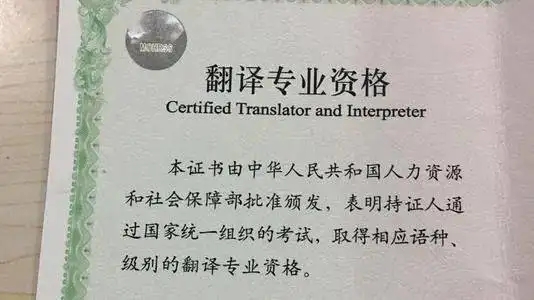 MOHRSS
翻译专业资格
Certified Translator and Interpreter
本证书由中华人民共和国人力资源
和社会保障部批准颁发，表明持证人通
过国家统一组织的考试，取得相应语种、
级别的翻译专业资格。